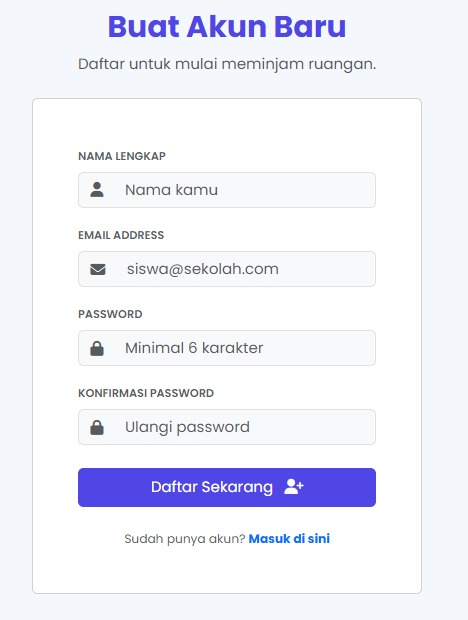 Buat Akun Baru
Daftar untuk mulai meminjam ruangan.
NAMA LENGKAP
Nama kamu
EMAIL ADDRESS
siswa@sekolah.com
PASSWORD
Minimal 6 karakter
KONFIRMASI PASSWORD
Ulangi password
Daftar Sekarang
Sudah punya akun? Masuk di sini